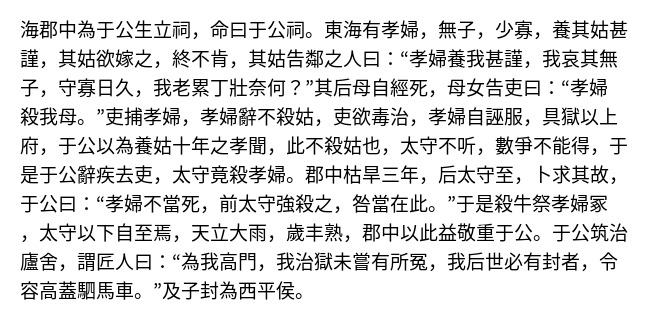 海郡中為于公生立祠，命曰于公祠。東海有孝婦，無子，少寡，養其姑甚
謹，其姑欲嫁之，終不肯，其姑告鄰之人曰：“孝婦養我甚謹，我哀其無
子，守寡日久，我老累丁壯奈何？”其后母自經死，母女告吏曰：“孝婦
殺我母。”吏捕孝婦，孝婦辭不殺姑，吏欲毒治，孝婦自誣服，具獄以上
府，于公以為養姑十年之孝聞，此不殺姑也，太守不听，數爭不能得，于
是于公辭疾去吏，太守竟殺孝婦。郡中枯旱三年，后太守至，卜求其故，
于公曰：“孝婦不當死，前太守強殺之，咎當在此。”于是殺牛祭孝婦冢
，太守以下自至焉，天立大雨，歲丰熟，郡中以此益敬重于公。于公筑治
廬舍，謂匠人曰：“為我高門，我治獄未嘗有所冤，我后世必有封者，令
容高蓋駟馬車。”及子封為西平侯。